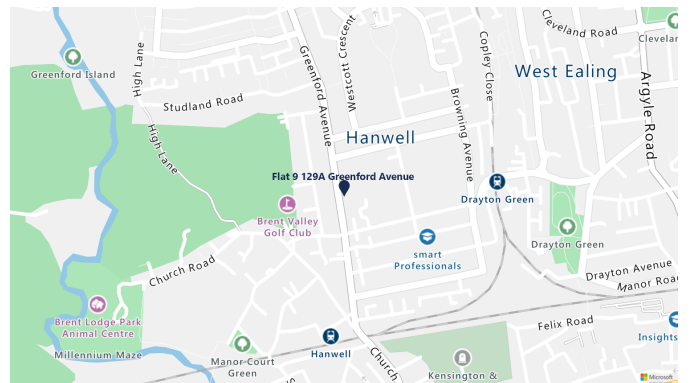 Cleveland Road
Clevelan
Greenford Island
High Lane
Studland Road
Greenford Avenue
Westcott Crescent
Copley Close
West Ealing
Argyle Road
Browning Avenue
High Lane
Hanwell
Flat 9 129A Greenford Avenue
Drayton Green
Brent Valley
Golf Club
smart
Professionals
Drayton Green
Church Road
Drayton Avenue
Manor Road
Brent Lodge Park
Animal Centre
Millennium Maze
Manor Court
Green
Hanwell
Church
Felix Road
Insights
Kensington &
Microsoft